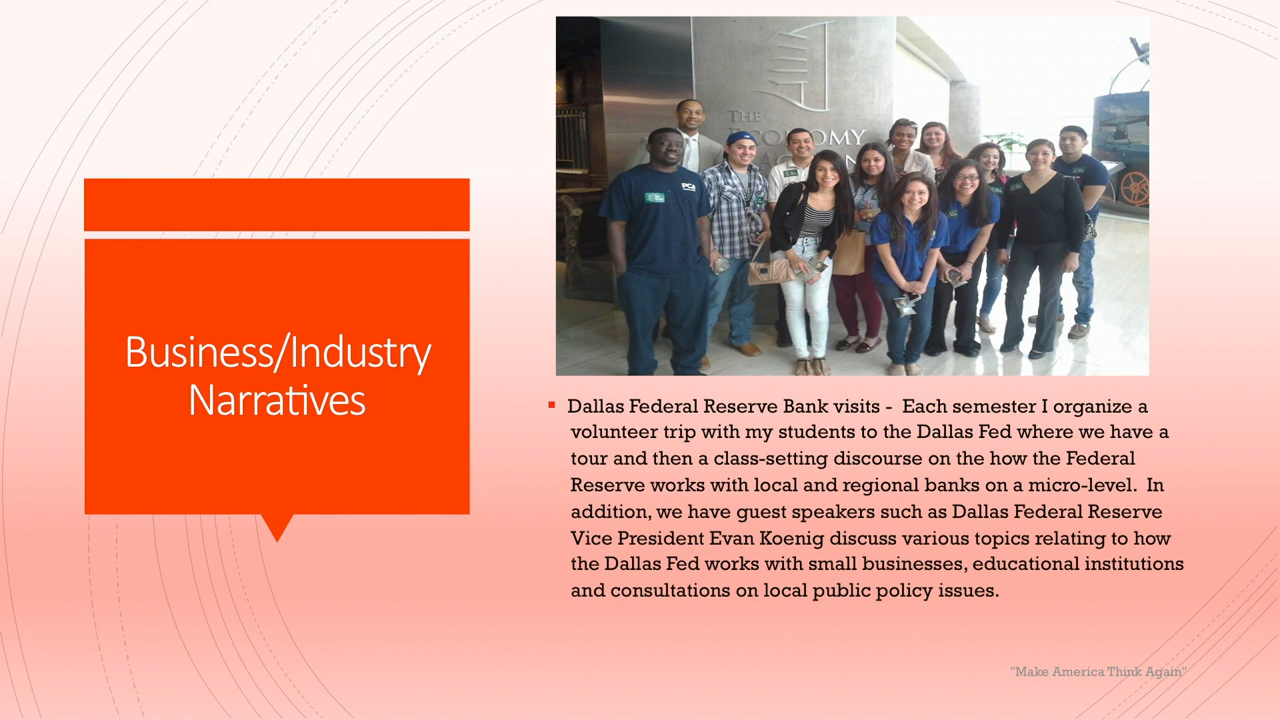 THE
ECONOMY
Business/Industry
Narratives
▪ Dallas Federal Reserve Bank visits - Each semester I organize a
volunteer trip with my students to the Dallas Fed where we have a
tour and then a class-setting discourse on the how the Federal
Reserve works with local and regional banks on a micro-level. In
addition, we have guest speakers such as Dallas Federal Reserve
Vice President Evan Koenig discuss various topics relating to how
the Dallas Fed works with small businesses, educational institutions
and consultations on local public policy issues.
"Make America Think Again"